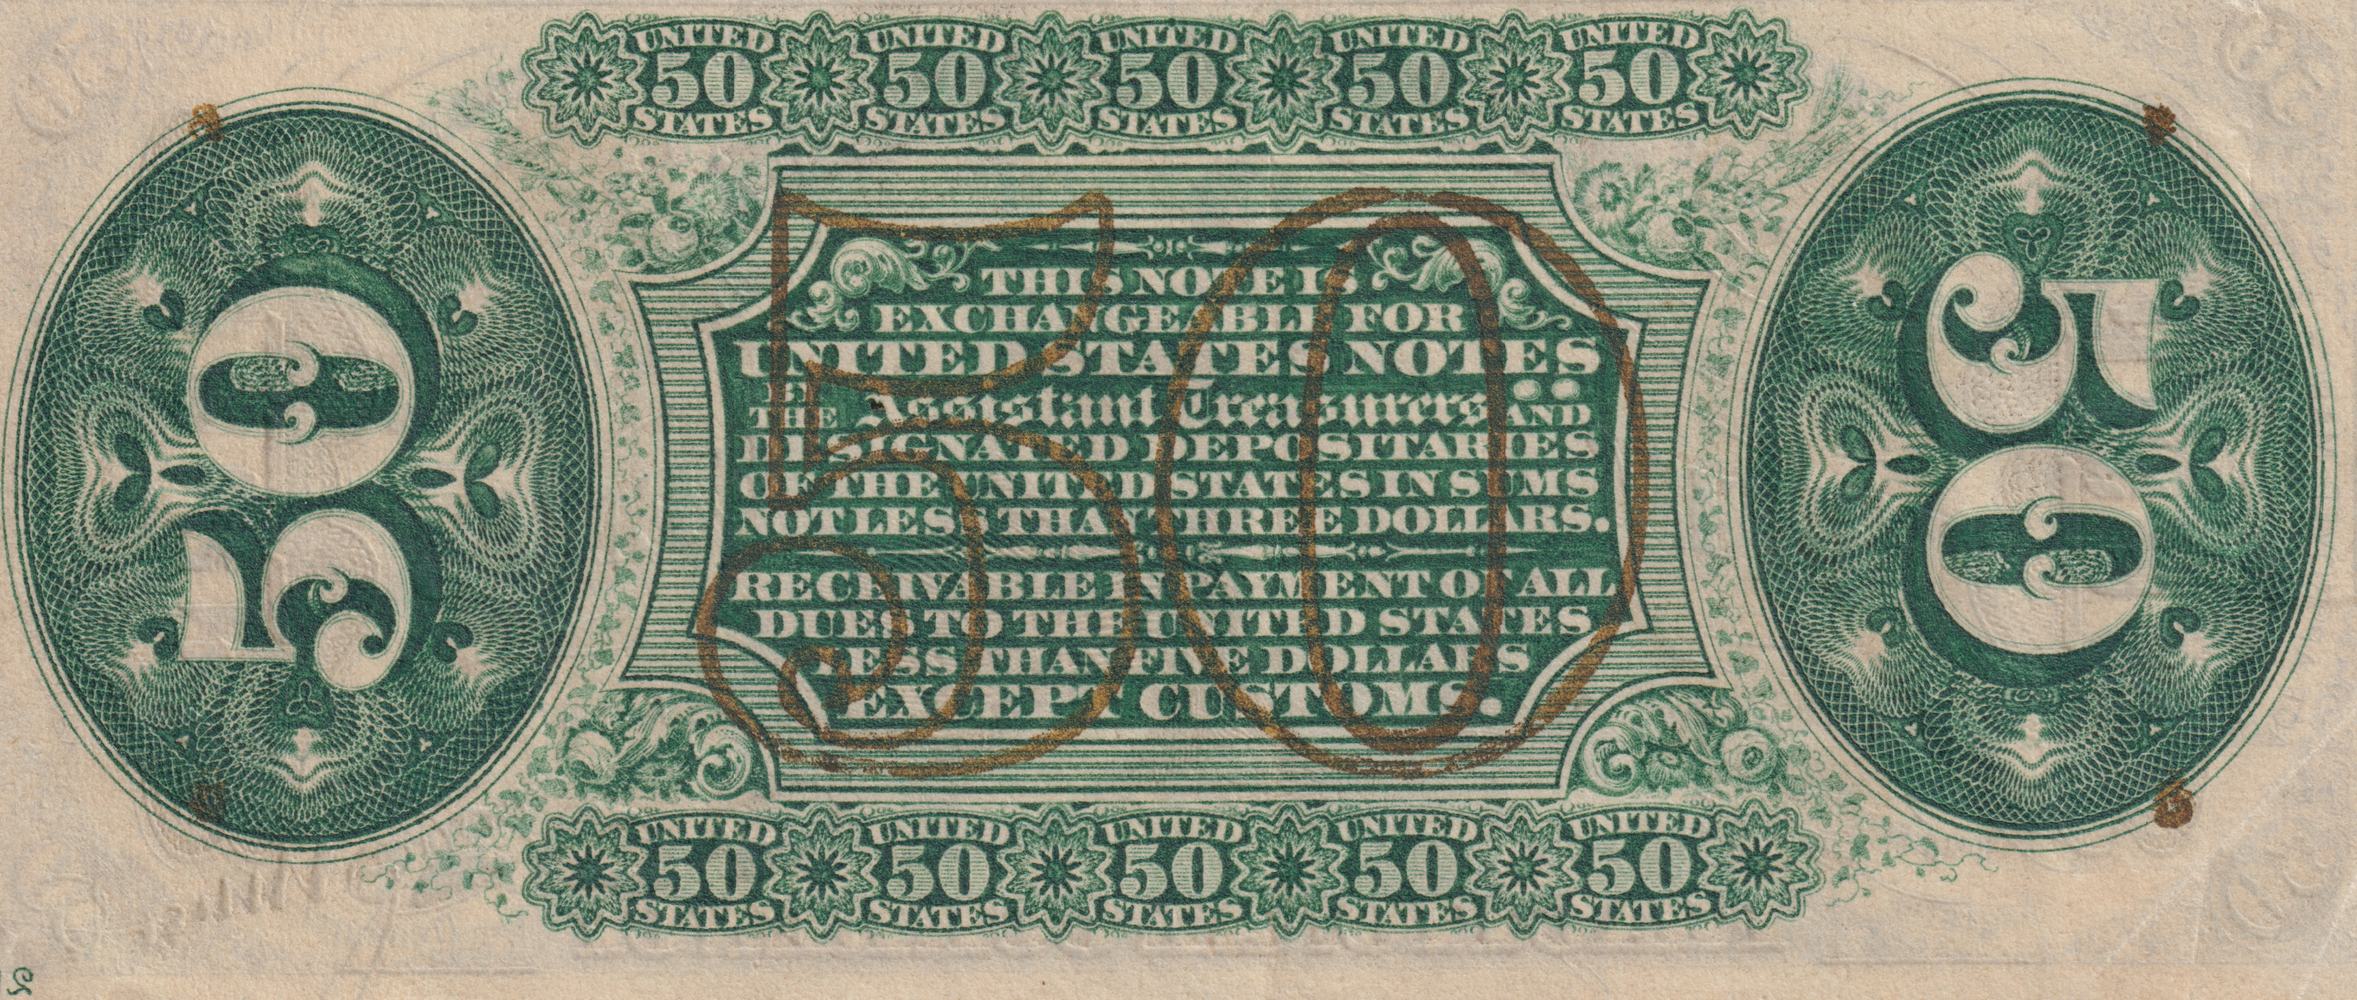 UNITED UNITED UNITED UNITED UNITED
50 50 50 50 50
STATES STATES STATES STATES STATES
50
50
50
THIS NOTE IS
EXCHANGEABLE FOR
UNITED STATES NOTES
BY
THE Assistant Treasurers AND
DESIGNATED DEPOSITARIES
OF THE UNITED STATES IN SUMS
NOT LESS THAN THREE DOLLARS.
RECEIVABLE IN PAYMENT OF ALL
DUES TO THE UNITED STATES
LESS THAN FIVE DOLLARS
EXCEPT CUSTOMS.
UNITED UNITED UNITED UNITED UNITED
50 50 50 50 50
STATES STATES STATES STATES STATES